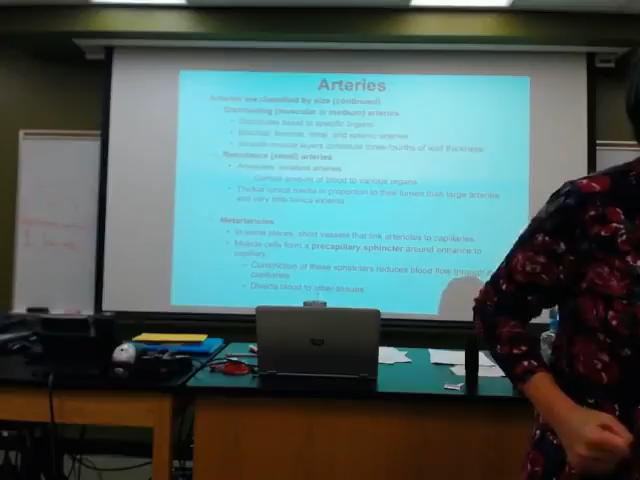 Arteries
Arteries are classified by size (continued)
Distributing (muscular or medium) arteries
- Distributes blood to specific organs
- Brachial, femoral, renal, and splenic arteries
- Smooth muscle layers constitute three-fourths of wall thickness
Resistance (small) arteries
- Arterioles: smallest arteries
- Control amount of blood to various organs
- Thicker tunica media in proportion to their lumen than large arteries
and very little tunica externa
Metarterioles
- In some places, short vessels that link arterioles to capillaries
- Muscle cells form a precapillary sphincter around entrance to
capillary
- Constriction of these sphincters reduces blood flow through
capillaries
- Diverts blood to other tissues
hp